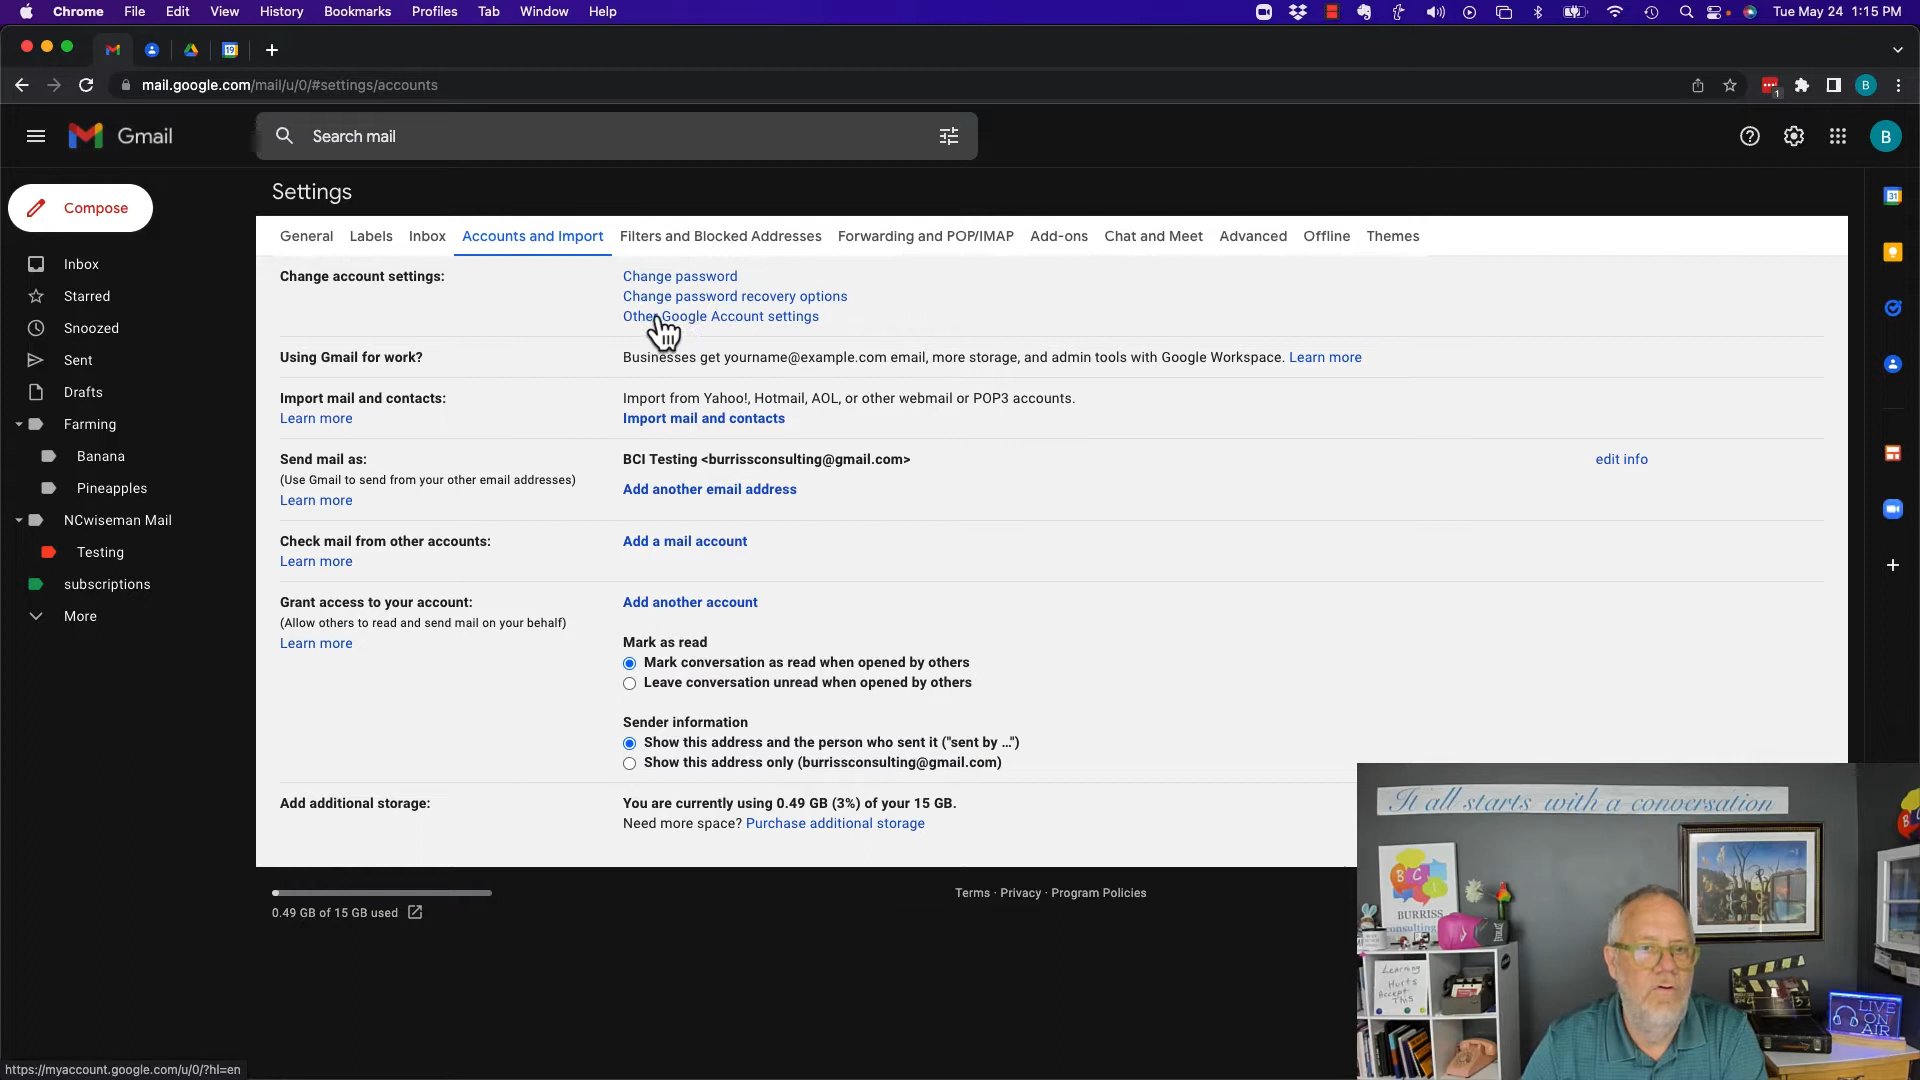 Chrome File Edit View History Bookmarks Profiles Tab Window Help
Tue May 24 1:15 PM
19
mail.google.com/mail/u/0/#settings/accounts
1
B
Gmail
Search mail
B
Compose
Settings
31
General Labels Inbox Accounts and Import Filters and Blocked Addresses Forwarding and POP/IMAP Add-ons Chat and Meet Advanced Offline Themes
Inbox
Starred
Snoozed
Sent
Drafts
Farming
Banana
Pineapples
NCwiseman Mail
Testing
subscriptions
More
Change account settings:
Change password
Change password recovery options
Other Google Account settings
Using Gmail for work?
Businesses get yourname@example.com email, more storage, and admin tools with Google Workspace. Learn more
Import mail and contacts:
Learn more
Import from Yahoo!, Hotmail, AOL, or other webmail or POP3 accounts.
Import mail and contacts
Send mail as:
(Use Gmail to send from your other email addresses)
Learn more
BCI Testing <burrissconsulting@gmail.com>
edit info
Add another email address
Check mail from other accounts:
Learn more
Add a mail account
Grant access to your account:
(Allow others to read and send mail on your behalf)
Learn more
Add another account
Mark as read
Mark conversation as read when opened by others
Leave conversation unread when opened by others
Sender information
Show this address and the person who sent it ("sent by ...")
Show this address only (burrissconsulting@gmail.com)
Add additional storage:
You are currently using 0.49 GB (3%) of your 15 GB.
Need more space? Purchase additional storage
0.49 GB of 15 GB used
Terms · Privacy · Program Policies
It all starts with a conversation
B C I
BURRISS
consulting
Learning
Hurts
Accept
This
LIVE
ON
AIR
https://myaccount.google.com/u/0/?hl=en